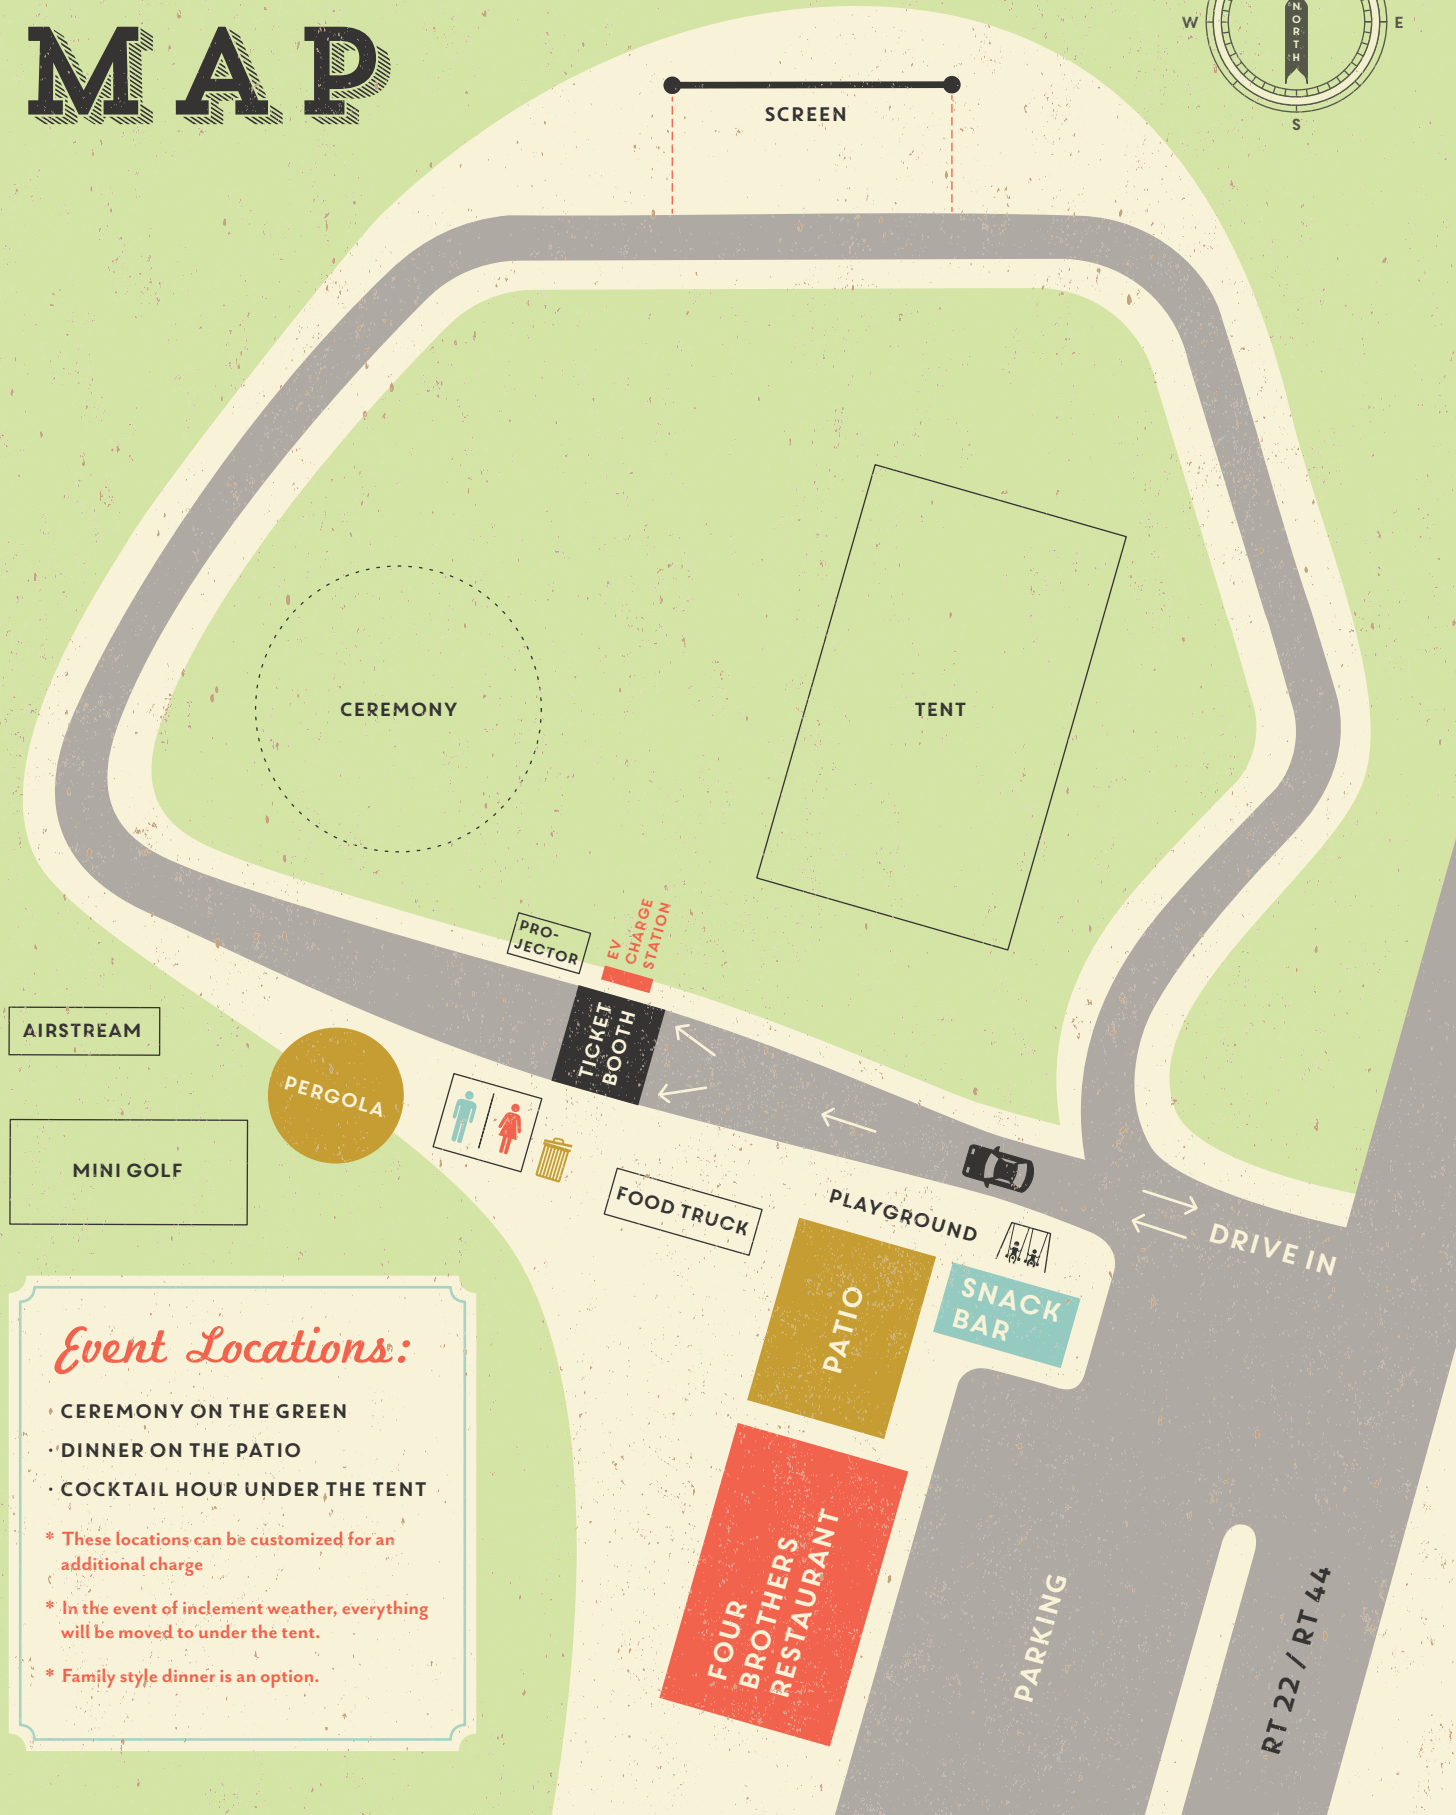 MAP
W
NORTH
E
S
SCREEN
CEREMONY
TENT
PRO-
JECTOR
EV
CHARGE
STATION
TICKET
BOOTH
AIRSTREAM
PERGOLA
MINI GOLF
FOOD TRUCK
PLAYGROUND
DRIVE IN
SNACK
BAR
PATIO
FOUR
BROTHERS
RESTAURANT
PARKING
RT 22 / RT 44
Event Locations:
· CEREMONY ON THE GREEN
· DINNER ON THE PATIO
· COCKTAIL HOUR UNDER THE TENT
* These locations can be customized for an
additional charge
* In the event of inclement weather, everything
will be moved to under the tent.
* Family style dinner is an option.